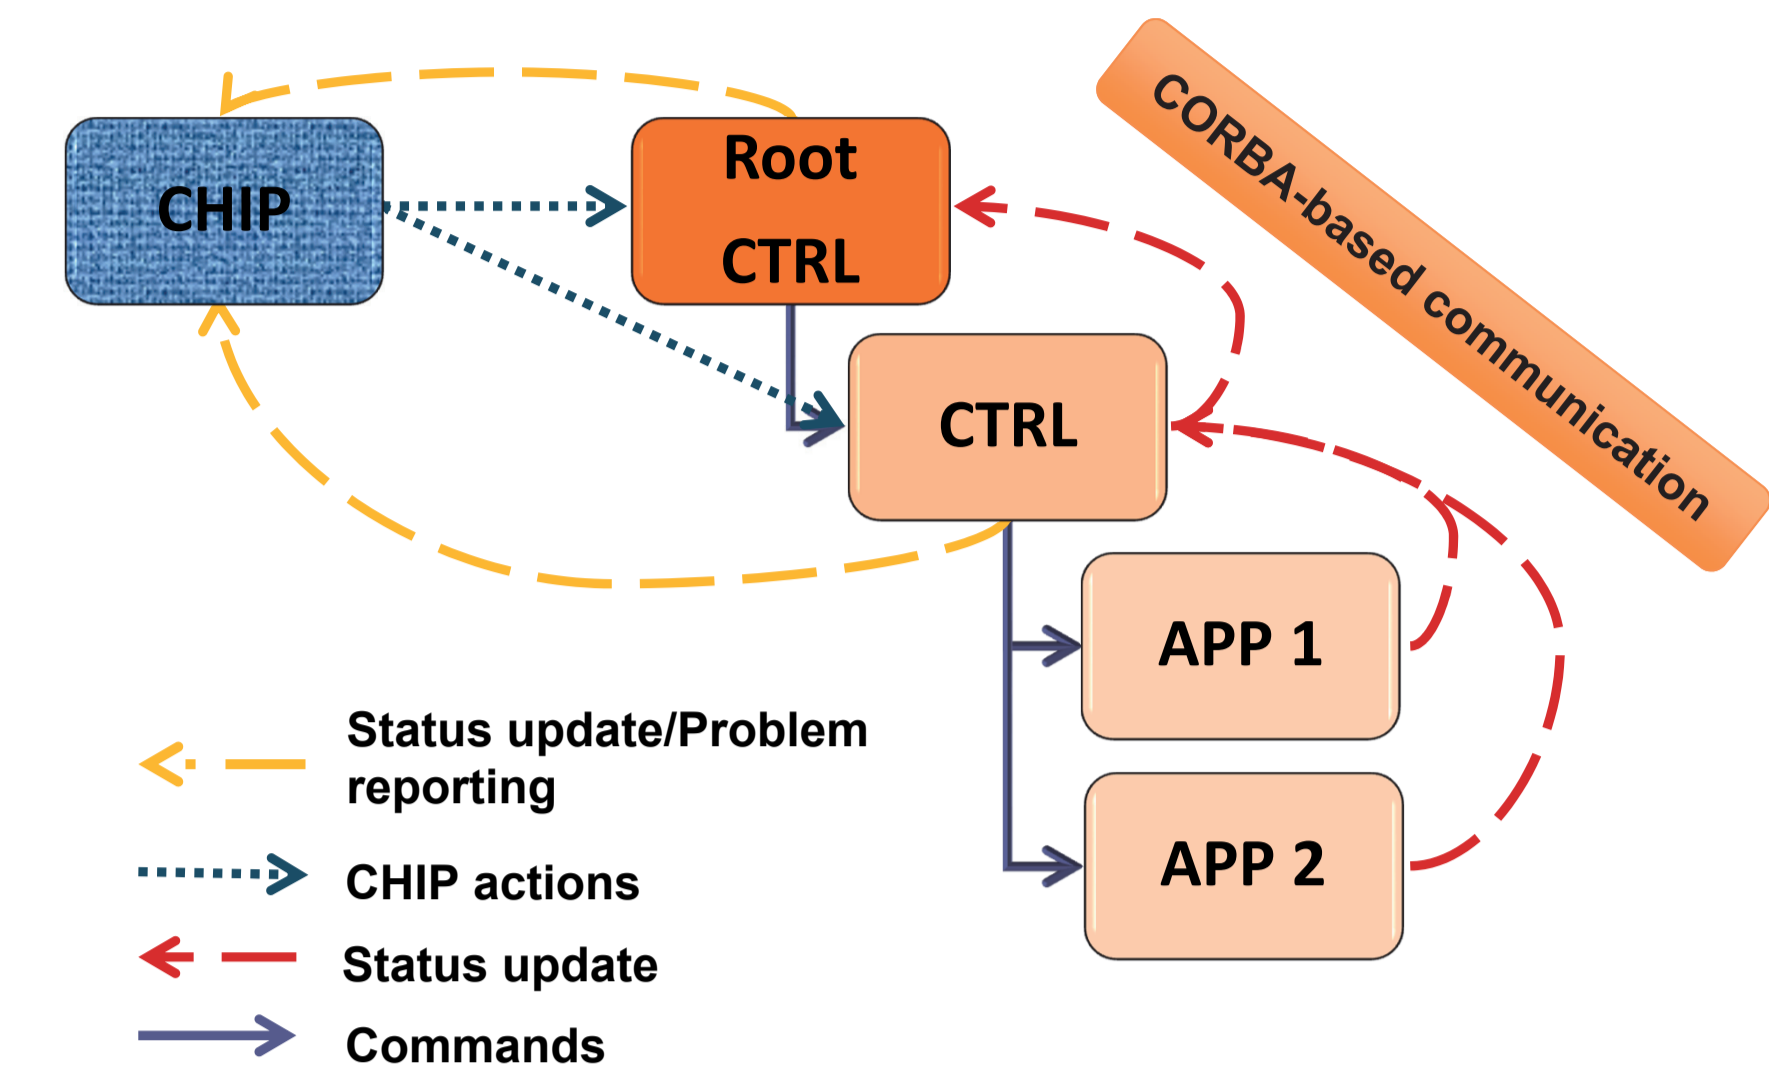 CHIP
Root
CTRL
CORBA-based communication
CTRL
APP 1
APP 2
Status update/Problem
reporting
CHIP actions
Status update
Commands